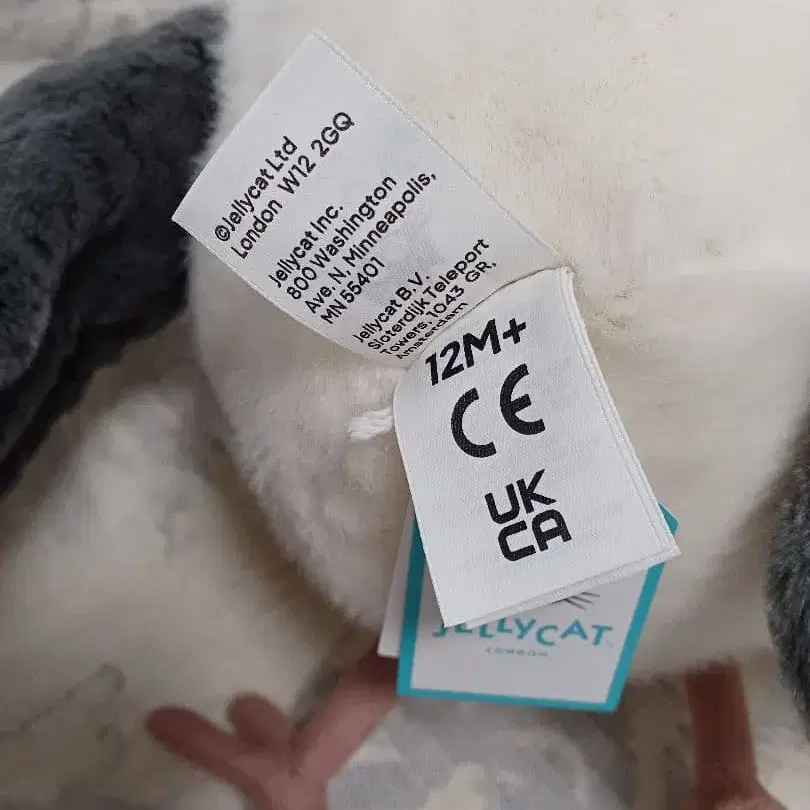 ©Jellycat Ltd
London W12 2GQ
Jellycat Inc.
800 Washington
Ave. N, Minneapolis,
MN 55401
Jellycat B.V.
Sloterdijk Teleport
Towers, 1043 GR,
Amsterdam
12M+
CE
UK
CA
JELLYCAT
LONDON